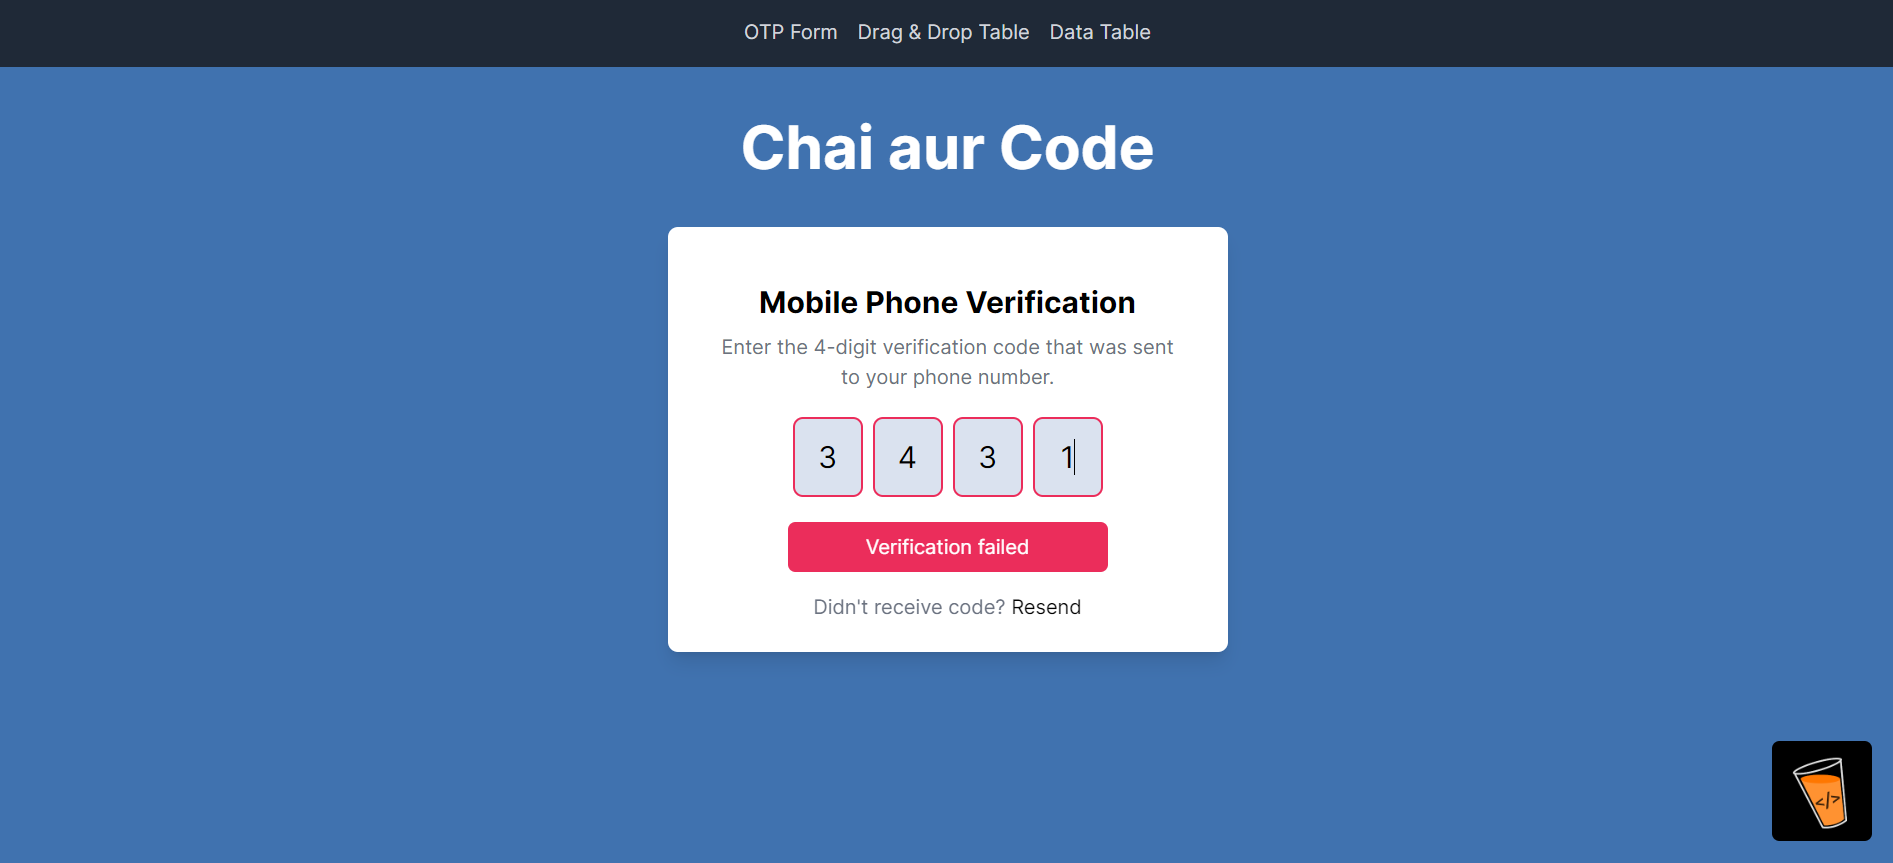 OTP Form Drag & Drop Table Data Table
Chai aur Code
Mobile Phone Verification
Enter the 4-digit verification code that was sent
to your phone number.
3 4 3 1
Verification failed
Didn't receive code? Resend
</>